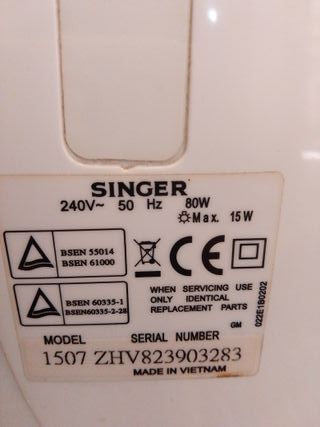 SINGER
240V~ 50 Hz 80W
Max. 15W
BSEN 55014
BSEN 61000
CE
BSEN 60335-1
BSEN60335-2-28
WHEN SERVICING USE
ONLY IDENTICAL
REPLACEMENT PARTS
GM
022E1B0202
MODEL SERIAL NUMBER
1507 ZHV823903283
MADE IN VIETNAM